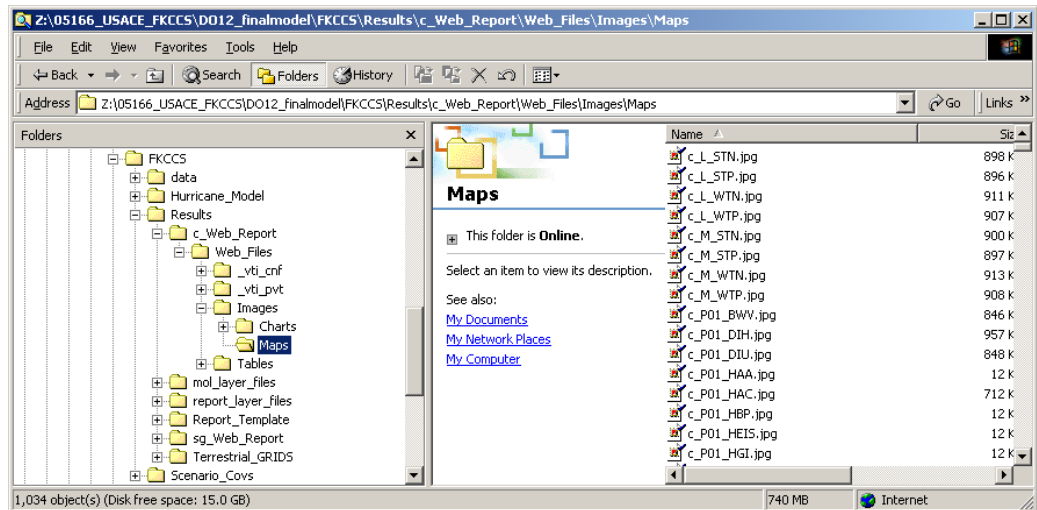 Z:\05166_USACE_FKCCS\DO12_finalmodel\FKCCS\Results\c_Web_Report\Web_Files\Images\Maps
File Edit View Favorites Tools Help
Back Search Folders History
Address Z:\05166_USACE_FKCCS\DO12_finalmodel\FKCCS\Results\c_Web_Report\Web_Files\Images\Maps Go Links »
Folders
FKCCS
data
Hurricane_Model
Results
c_Web_Report
Web_Files
_vti_cnf
_vti_pvt
Images
Charts
Maps
Tables
mol_layer_files
report_layer_files
Report_Template
sg_Web_Report
Terrestrial_GRIDS
Scenario_Covs
Maps
This folder is Online.
Select an item to view its description.
See also:
My Documents
My Network Places
My Computer
Name Siz
c_L_STN.jpg 898 K
c_L_STP.jpg 896 K
c_L_WTN.jpg 911 K
c_L_WTP.jpg 907 K
c_M_STN.jpg 900 K
c_M_STP.jpg 897 K
c_M_WTN.jpg 913 K
c_M_WTP.jpg 908 K
c_P01_BWV.jpg 846 K
c_P01_DIH.jpg 957 K
c_P01_DIU.jpg 848 K
c_P01_HAA.jpg 12 K
c_P01_HAC.jpg 712 K
c_P01_HBP.jpg 12 K
c_P01_HEIS.jpg 12 K
c_P01_HGI.jpg 12 K
1,034 object(s) (Disk free space: 15.0 GB) 740 MB Internet